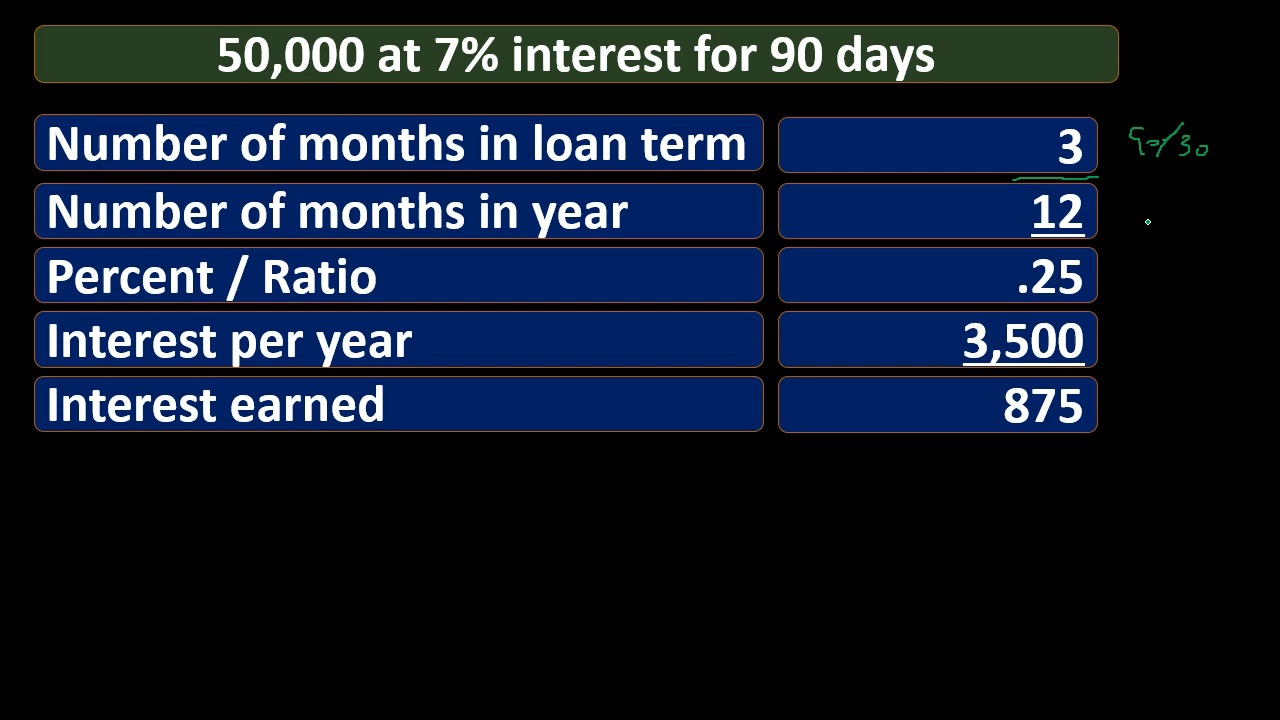 50,000 at 7% interest for 90 days
Number of months in loan term 3 90/30
Number of months in year 12
Percent / Ratio .25
Interest per year 3,500
Interest earned 875